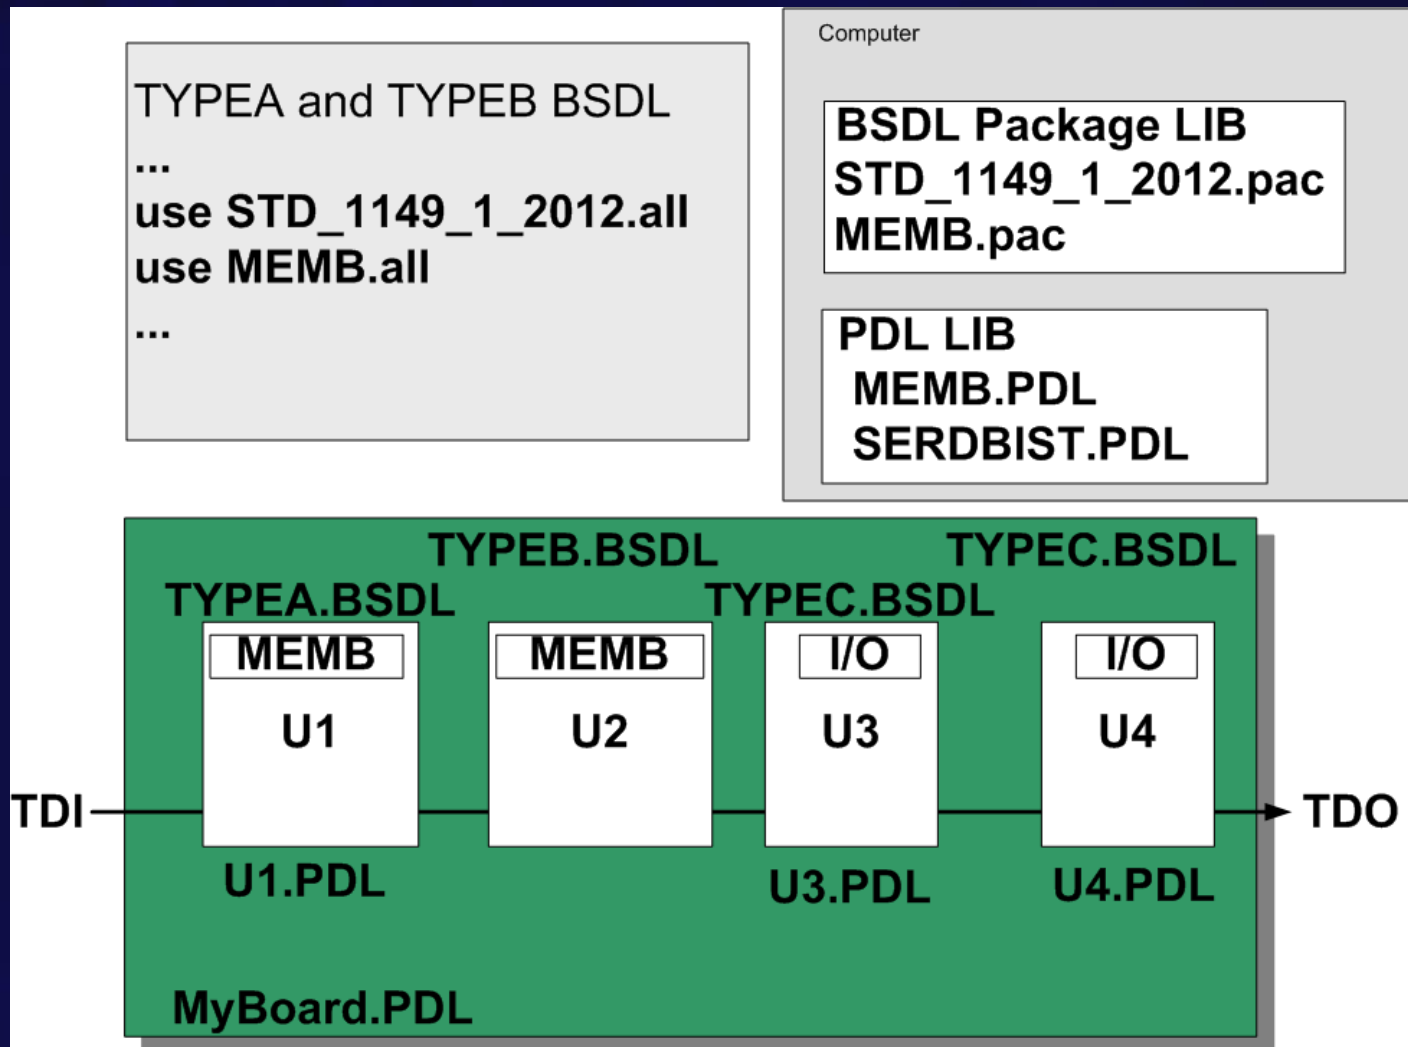 TYPEA and TYPEB BSDL
...
use STD_1149_1_2012.all
use MEMB.all
...
Computer
BSDL Package LIB
STD_1149_1_2012.pac
MEMB.pac
PDL LIB
MEMB.PDL
SERDBIST.PDL
TYPEB.BSDL TYPEC.BSDL
TYPEA.BSDL TYPEC.BSDL
MEMB MEMB I/O I/O
U1 U2 U3 U4
TDI TDO
U1.PDL U3.PDL U4.PDL
MyBoard.PDL